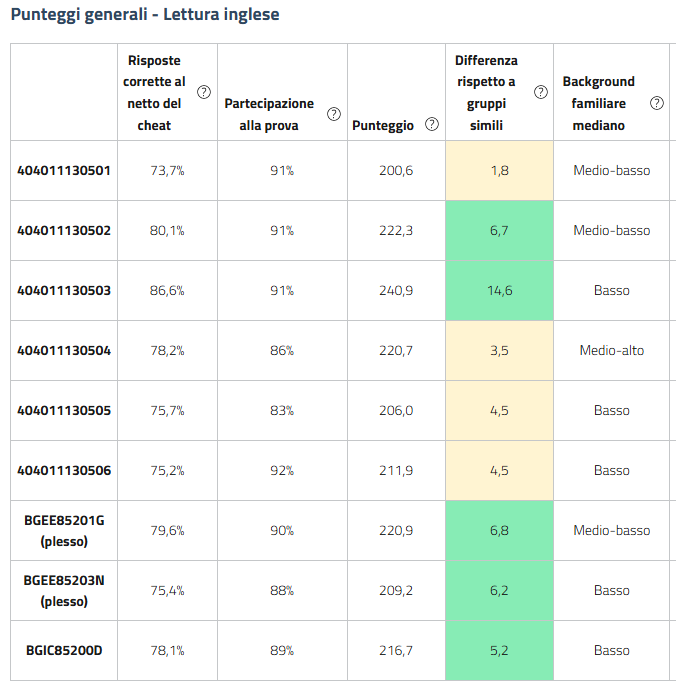 Punteggi generali - Lettura inglese
Risposte corrette al netto del cheat ? Partecipazione alla prova ? Punteggio ? Differenza rispetto a gruppi simili ? Background familiare mediano ?
404011130501 73,7% 91% 200,6 1,8 Medio-basso
404011130502 80,1% 91% 222,3 6,7 Medio-basso
404011130503 86,6% 91% 240,9 14,6 Basso
404011130504 78,2% 86% 220,7 3,5 Medio-alto
404011130505 75,7% 83% 206,0 4,5 Basso
404011130506 75,2% 92% 211,9 4,5 Basso
BGEE85201G (plesso) 79,6% 90% 220,9 6,8 Medio-basso
BGEE85203N (plesso) 75,4% 88% 209,2 6,2 Basso
BGIC85200D 78,1% 89% 216,7 5,2 Basso